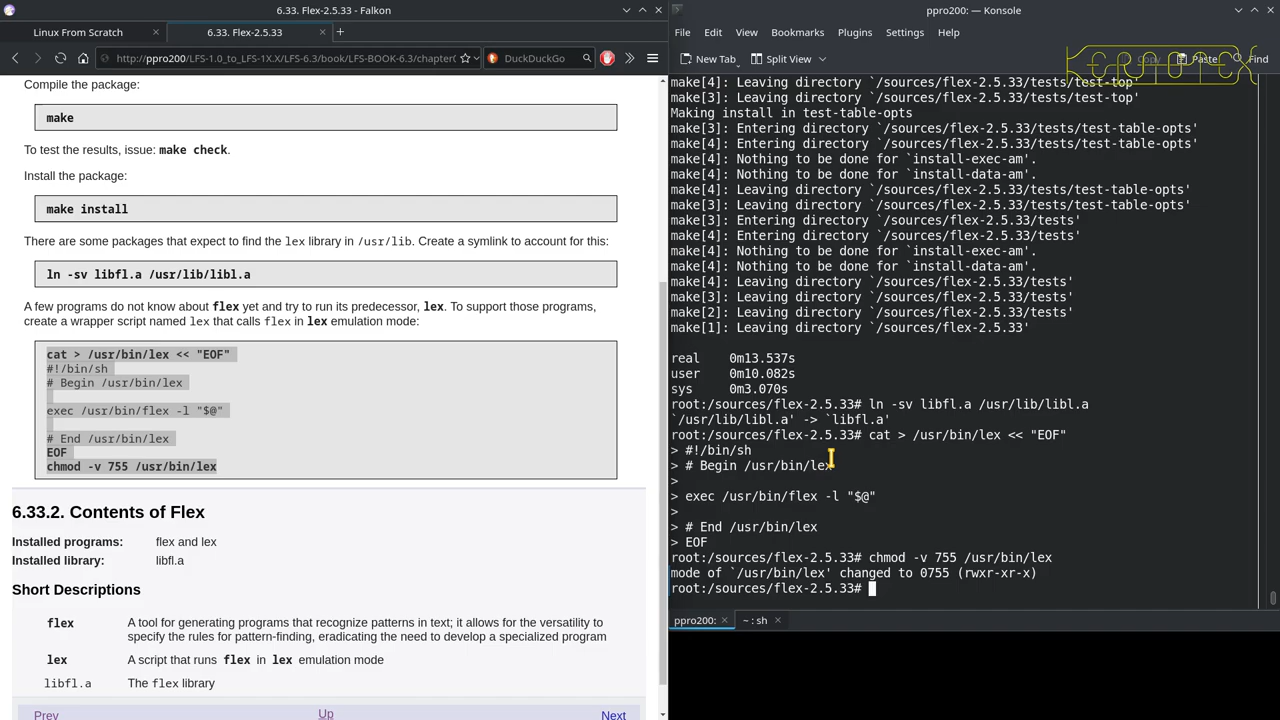 6.33. Flex-2.5.33 - Falkon
Linux From Scratch
6.33. Flex-2.5.33
http://ppro200/LFS-1.0_to_LFS-1X.X/LFS-6.3/book/LFS-BOOK-6.3/chapter(
DuckDuckGo
Compile the package:
make
To test the results, issue: make check.
Install the package:
make install
There are some packages that expect to find the lex library in /usr/lib. Create a symlink to account for this:
ln -sv libfl.a /usr/lib/libl.a
A few programs do not know about flex yet and try to run its predecessor, lex. To support those programs,
create a wrapper script named lex that calls flex in lex emulation mode:
cat > /usr/bin/lex << "EOF"
#!/bin/sh
# Begin /usr/bin/lex
exec /usr/bin/flex -l "$@"
# End /usr/bin/lex
EOF
chmod -v 755 /usr/bin/lex
6.33.2. Contents of Flex
Installed programs: flex and lex
Installed library: libfl.a
Short Descriptions
flex A tool for generating programs that recognize patterns in text; it allows for the versatility to
specify the rules for pattern-finding, eradicating the need to develop a specialized program
lex A script that runs flex in lex emulation mode
libfl.a The flex library
Prev Up Next
ppro200: — Konsole
File Edit View Bookmarks Plugins Settings Help
New Tab Split View Copy Paste Find
make[4]: Leaving directory `/sources/flex-2.5.33/tests/test-top'
make[3]: Leaving directory `/sources/flex-2.5.33/tests/test-top'
Making install in test-table-opts
make[3]: Entering directory `/sources/flex-2.5.33/tests/test-table-opts'
make[4]: Entering directory `/sources/flex-2.5.33/tests/test-table-opts'
make[4]: Nothing to be done for `install-exec-am'.
make[4]: Nothing to be done for `install-data-am'.
make[4]: Leaving directory `/sources/flex-2.5.33/tests/test-table-opts'
make[3]: Leaving directory `/sources/flex-2.5.33/tests/test-table-opts'
make[3]: Entering directory `/sources/flex-2.5.33/tests'
make[4]: Entering directory `/sources/flex-2.5.33/tests'
make[4]: Nothing to be done for `install-exec-am'.
make[4]: Nothing to be done for `install-data-am'.
make[4]: Leaving directory `/sources/flex-2.5.33/tests'
make[3]: Leaving directory `/sources/flex-2.5.33/tests'
make[2]: Leaving directory `/sources/flex-2.5.33/tests'
make[1]: Leaving directory `/sources/flex-2.5.33'
real 0m13.537s
user 0m10.082s
sys 0m3.070s
root:/sources/flex-2.5.33# ln -sv libfl.a /usr/lib/libl.a
`/usr/lib/libl.a' -> `libfl.a'
root:/sources/flex-2.5.33# cat > /usr/bin/lex << "EOF"
> #!/bin/sh
> # Begin /usr/bin/lex
>
> exec /usr/bin/flex -l "$@"
>
> # End /usr/bin/lex
> EOF
root:/sources/flex-2.5.33# chmod -v 755 /usr/bin/lex
mode of `/usr/bin/lex' changed to 0755 (rwxr-xr-x)
root:/sources/flex-2.5.33#
ppro200: ~ : sh